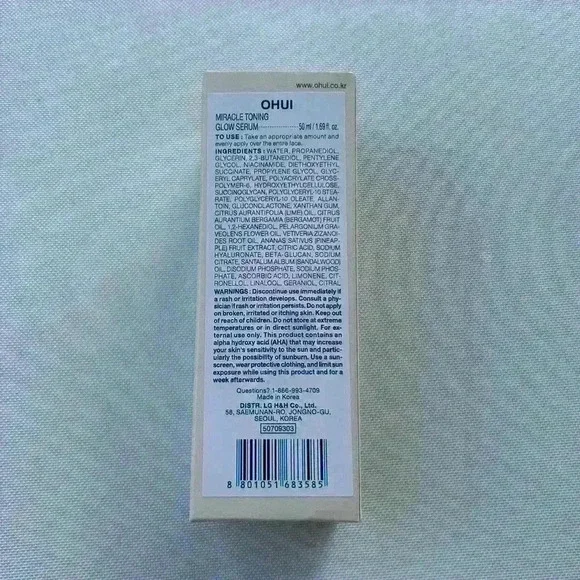 www.ohui.co.kr
OHUI
MIRACLE TONING
GLOW SERUM 50 ml / 1.69 fl. oz.
TO USE : Take an appropriate amount and
evenly apply over the entire face.
INGREDIENTS : WATER, PROPANEDIOL,
GLYCERIN, 2,3-BUTANEDIOL, PENTYLENE
GLYCOL, NIACINAMIDE, DIETHOXYETHYL
SUCCINATE, PROPYLENE GLYCOL, GLYC-
ERYL CAPRYLATE, POLYACRYLATE CROSS-
POLYMER-6, HYDROXYETHYLCELLULOSE,
SUCCINOGLYCAN, POLYGLYCERYL-10 STEA-
RATE, POLYGLYCERYL-10 OLEATE, ALLAN-
TOIN, GLUCONOLACTONE, XANTHAN GUM,
CITRUS AURANTIFOLIA (LIME) OIL, CITRUS
AURANTIUM BERGAMIA (BERGAMOT) FRUIT
OIL, 1,2-HEXANEDIOL, PELARGONIUM GRA-
VEOLENS FLOWER OIL, VETIVERIA ZIZANOI-
DES ROOT OIL, ANANAS SATIVUS (PINEAP-
PLE) FRUIT EXTRACT, CITRIC ACID, SODIUM
HYALURONATE, BETA-GLUCAN, SODIUM
CITRATE, SANTALUM ALBUM (SANDALWOOD)
OIL, DISODIUM PHOSPHATE, SODIUM PHOS-
PHATE, ASCORBIC ACID, LIMONENE, CIT-
RONELLOL, LINALOOL, GERANIOL, CITRAL
WARNINGS : Discontinue use immediately if
a rash or irritation develops. Consult a phy-
sician if rash or irritation persists. Do not apply
on broken, irritated or itching skin. Keep out
of reach of children. Do not store at extreme
temperatures or in direct sunlight. For ex-
ternal use only. This product contains an
alpha hydroxy acid (AHA) that may increase
your skin's sensitivity to the sun and partic-
ularly the possibility of sunburn. Use a sun-
screen, wear protective clothing, and limit sun
exposure while using this product and for a
week afterwards.
Questions? 1-866-993-4709
Made in Korea
DISTR. LG H&H Co., Ltd.
58, SAEMUNAN-RO, JONGNO-GU,
SEOUL, KOREA
50709303
8 801051 683585